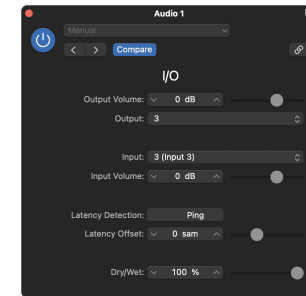 Audio 1
Manual
Compare
I/O
Output Volume: 0 dB
Output: 3
Input: 3 (Input 3)
Input Volume: 0 dB
Latency Detection: Ping
Latency Offset: 0 sam
Dry/Wet: 100 %